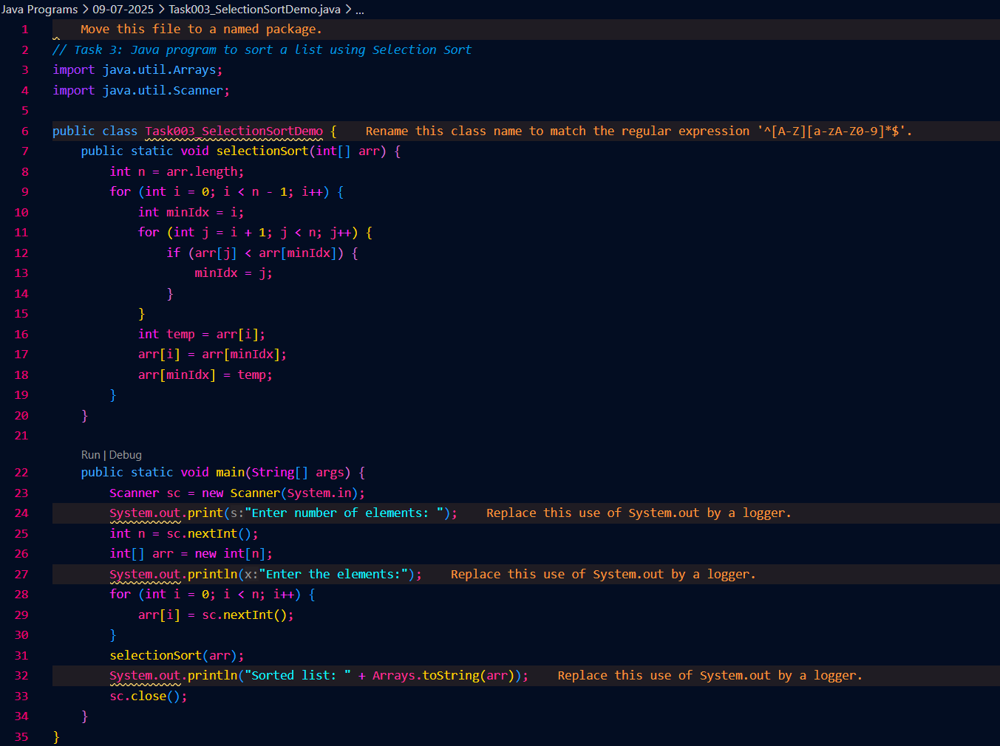 Java Programs > 09-07-2025 > Task003_SelectionSortDemo.java > ...
1 Move this file to a named package.
2 // Task 3: Java program to sort a list using Selection Sort
3 import java.util.Arrays;
4 import java.util.Scanner;
5
6 public class Task003_SelectionSortDemo { Rename this class name to match the regular expression '^[A-Z][a-zA-Z0-9]*$'.
7 public static void selectionSort(int[] arr) {
8 int n = arr.length;
9 for (int i = 0; i < n - 1; i++) {
10 int minIdx = i;
11 for (int j = i + 1; j < n; j++) {
12 if (arr[j] < arr[minIdx]) {
13 minIdx = j;
14 }
15 }
16 int temp = arr[i];
17 arr[i] = arr[minIdx];
18 arr[minIdx] = temp;
19 }
20 }
21
Run | Debug
22 public static void main(String[] args) {
23 Scanner sc = new Scanner(System.in);
24 System.out.print(s:"Enter number of elements: "); Replace this use of System.out by a logger.
25 int n = sc.nextInt();
26 int[] arr = new int[n];
27 System.out.println(x:"Enter the elements:"); Replace this use of System.out by a logger.
28 for (int i = 0; i < n; i++) {
29 arr[i] = sc.nextInt();
30 }
31 selectionSort(arr);
32 System.out.println("Sorted list: " + Arrays.toString(arr)); Replace this use of System.out by a logger.
33 sc.close();
34 }
35 }